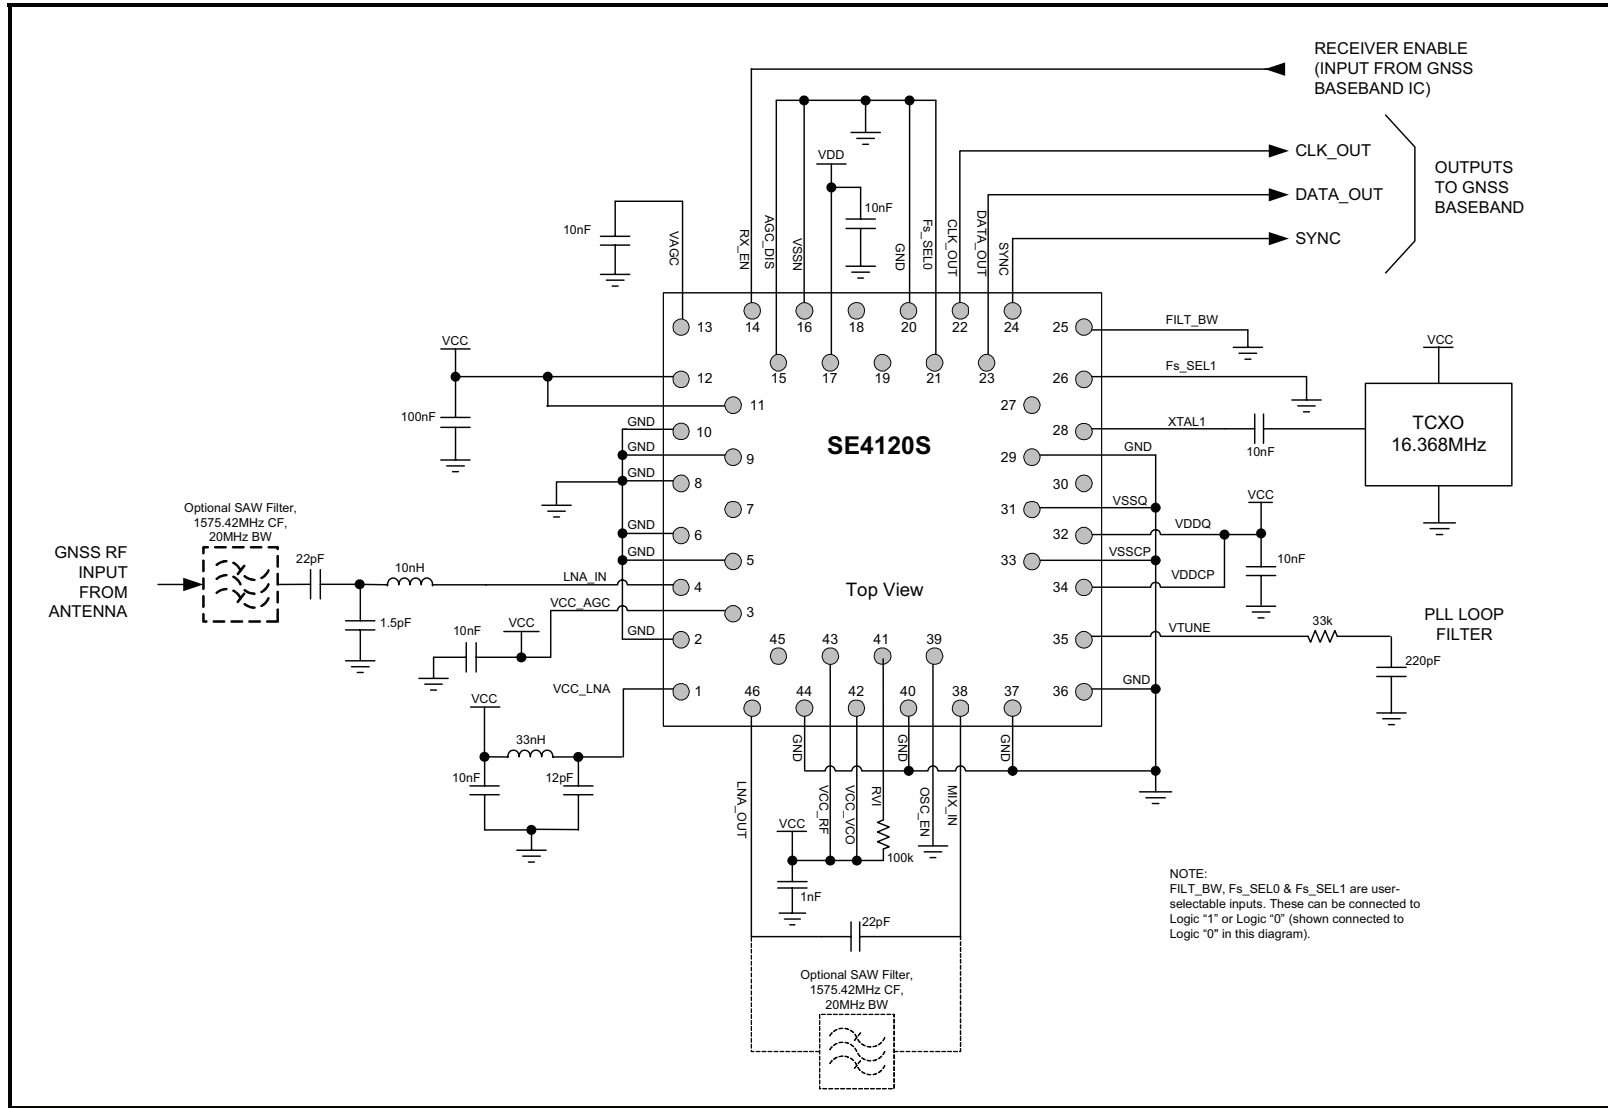 RECEIVER ENABLE
(INPUT FROM GNSS
BASEBAND IC)
CLK_OUT
DATA_OUT
SYNC
OUTPUTS
TO GNSS
BASEBAND
VDD
10nF
10nF
VAGC
RX_EN
AGC_DIS
VSSN
GND
Fs_SEL0
CLK_OUT
DATA_OUT
SYNC
13
14
16
18
20
22
24
25
15
17
19
21
23
FILT_BW
VCC
12
26
Fs_SEL1
VCC
100nF
11
27
TCXO
16.368MHz
GND
10
SE4120S
28
XTAL1
10nF
GND
9
29
GND
GND
8
30
7
31
VSSQ
VCC
GND
6
32
VDDQ
GND
5
33
VSSCP
10nF
Optional SAW Filter,
1575.42MHz CF,
20MHz BW
GNSS RF
INPUT
FROM
ANTENNA
22pF
10nH
LNA_IN
4
Top View
34
VDDCP
1.5pF
VCC_AGC
3
10nF
VCC
GND
2
45
43
41
39
35
VTUNE
33k
PLL LOOP
FILTER
220pF
VCC_LNA
1
46
44
42
40
38
37
36
GND
VCC
33nH
10nF
12pF
LNA_OUT
GND
VCC_RF
VCC_VCO
RVI
GND
OSC_EN
MIX_IN
GND
VCC
100k
1nF
22pF
Optional SAW Filter,
1575.42MHz CF,
20MHz BW
NOTE:
FILT_BW, Fs_SEL0 & Fs_SEL1 are user-
selectable inputs. These can be connected to
Logic “1” or Logic “0” (shown connected to
Logic “0" in this diagram).